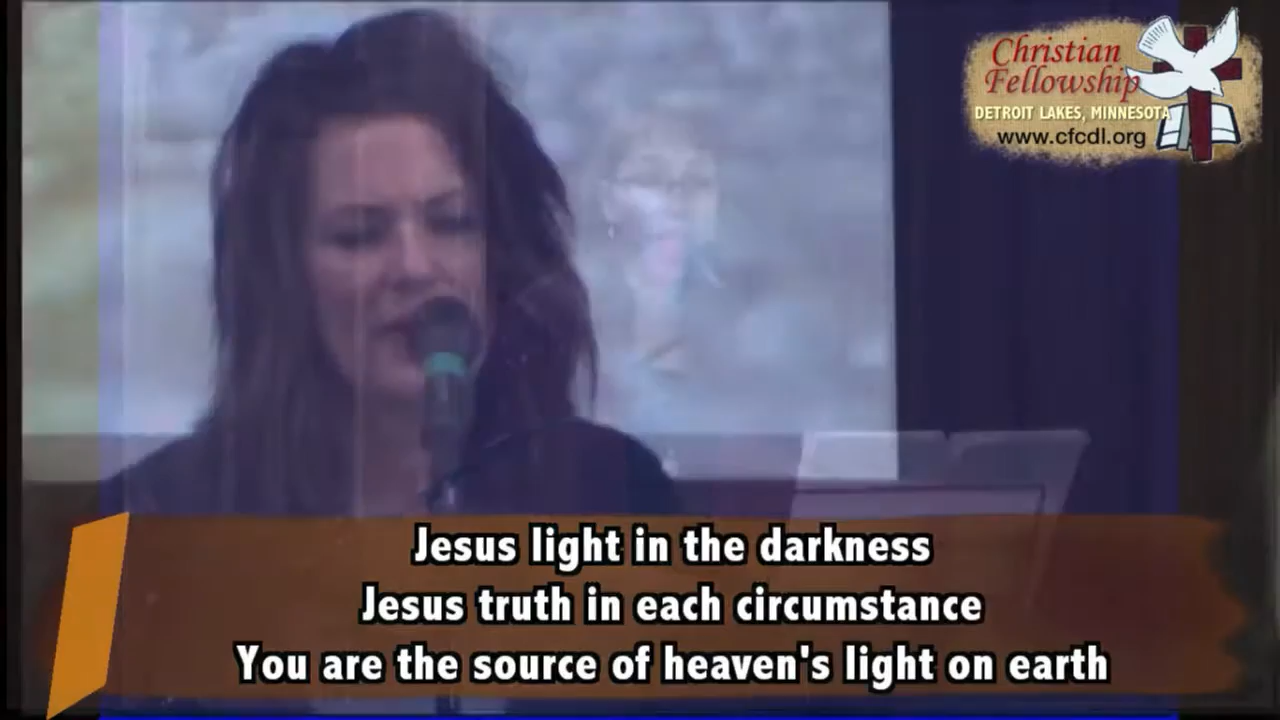 Christian
Fellowship
DETROIT LAKES, MINNESOTA
www.cfcdl.org
Jesus light in the darkness
Jesus truth in each circumstance
You are the source of heaven's light on earth